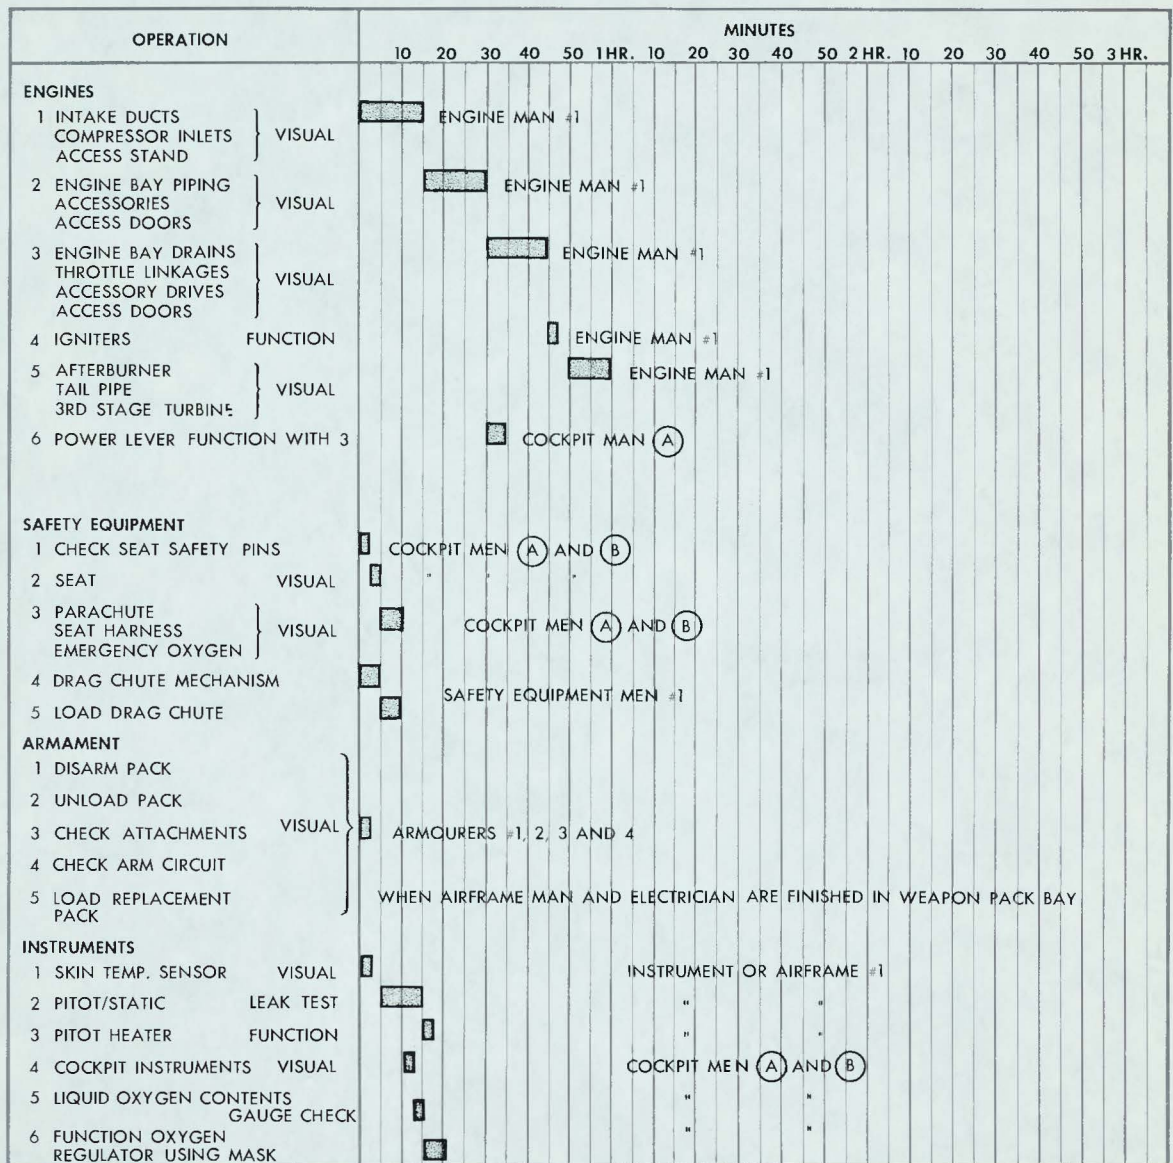 OPERATION
MINUTES
10 20 30 40 50 1 HR. 10 20 30 40 50 2 HR. 10 20 30 40 50 3 HR.
ENGINES
1 INTAKE DUCTS
COMPRESSOR INLETS
ACCESS STAND
VISUAL
ENGINE MAN #1
2 ENGINE BAY PIPING
ACCESSORIES
ACCESS DOORS
VISUAL
ENGINE MAN #1
3 ENGINE BAY DRAINS
THROTTLE LINKAGES
ACCESSORY DRIVES
ACCESS DOORS
VISUAL
ENGINE MAN #1
4 IGNITERS FUNCTION
ENGINE MAN #1
5 AFTERBURNER
TAIL PIPE
3RD STAGE TURBINE
VISUAL
ENGINE MAN #1
6 POWER LEVER FUNCTION WITH 3
COCKPIT MAN A
SAFETY EQUIPMENT
1 CHECK SEAT SAFETY PINS
COCKPIT MEN A AND B
2 SEAT VISUAL
" " "
3 PARACHUTE
SEAT HARNESS
EMERGENCY OXYGEN
VISUAL
COCKPIT MEN A AND B
4 DRAG CHUTE MECHANISM
SAFETY EQUIPMENT MEN #1
5 LOAD DRAG CHUTE
ARMAMENT
1 DISARM PACK
2 UNLOAD PACK
3 CHECK ATTACHMENTS
VISUAL
ARMOURERS #1, 2, 3 AND 4
4 CHECK ARM CIRCUIT
5 LOAD REPLACEMENT
PACK
WHEN AIRFRAME MAN AND ELECTRICIAN ARE FINISHED IN WEAPON PACK BAY
INSTRUMENTS
1 SKIN TEMP. SENSOR VISUAL
INSTRUMENT OR AIRFRAME #1
2 PITOT/STATIC LEAK TEST
" "
3 PITOT HEATER FUNCTION
" "
4 COCKPIT INSTRUMENTS VISUAL
COCKPIT MEN A AND B
5 LIQUID OXYGEN CONTENTS
GAUGE CHECK
" "
6 FUNCTION OXYGEN
REGULATOR USING MASK
" "